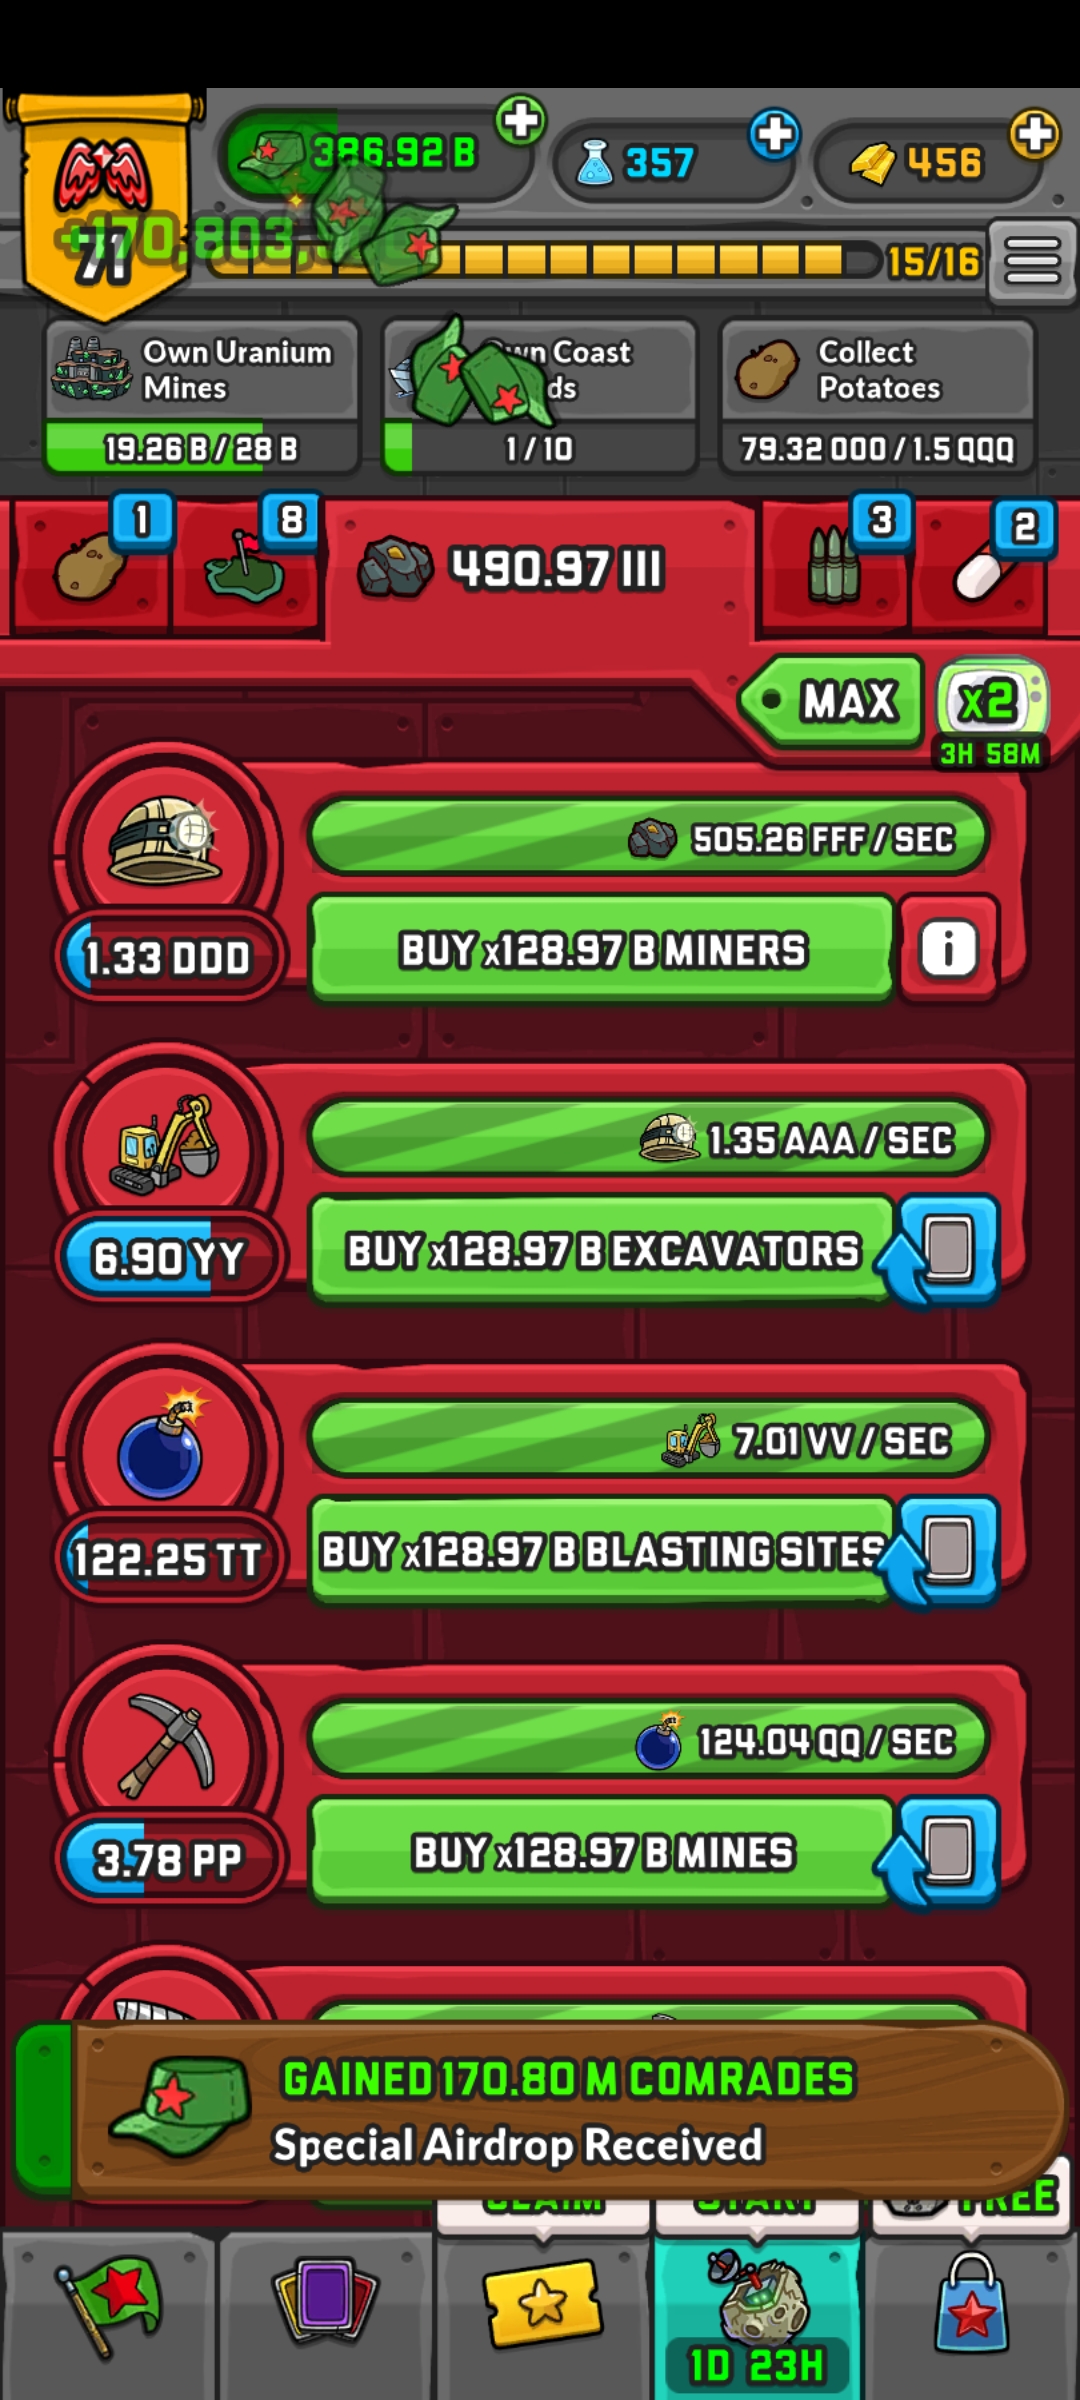 386.92 B
357
456
71
15/16
Own Uranium
Mines
19.26 B / 28 B
Coast
1 / 10
Collect
Potatoes
79.32 OOO / 1.5 QQQ
1
8
490.97 III
3
2
MAX
x2
3H 58M
505.26 FFF / SEC
1.33 DDD
BUY x128.97 B MINERS
i
1.35 AAA / SEC
6.90 YY
BUY x128.97 B EXCAVATORS
7.01 VV / SEC
122.25 TT
BUY x128.97 B BLASTING SITES
124.04 QQ / SEC
3.78 PP
BUY x128.97 B MINES
GAINED 170.80 M COMRADES
Special Airdrop Received
CLAIM
START
FREE
1D 23H